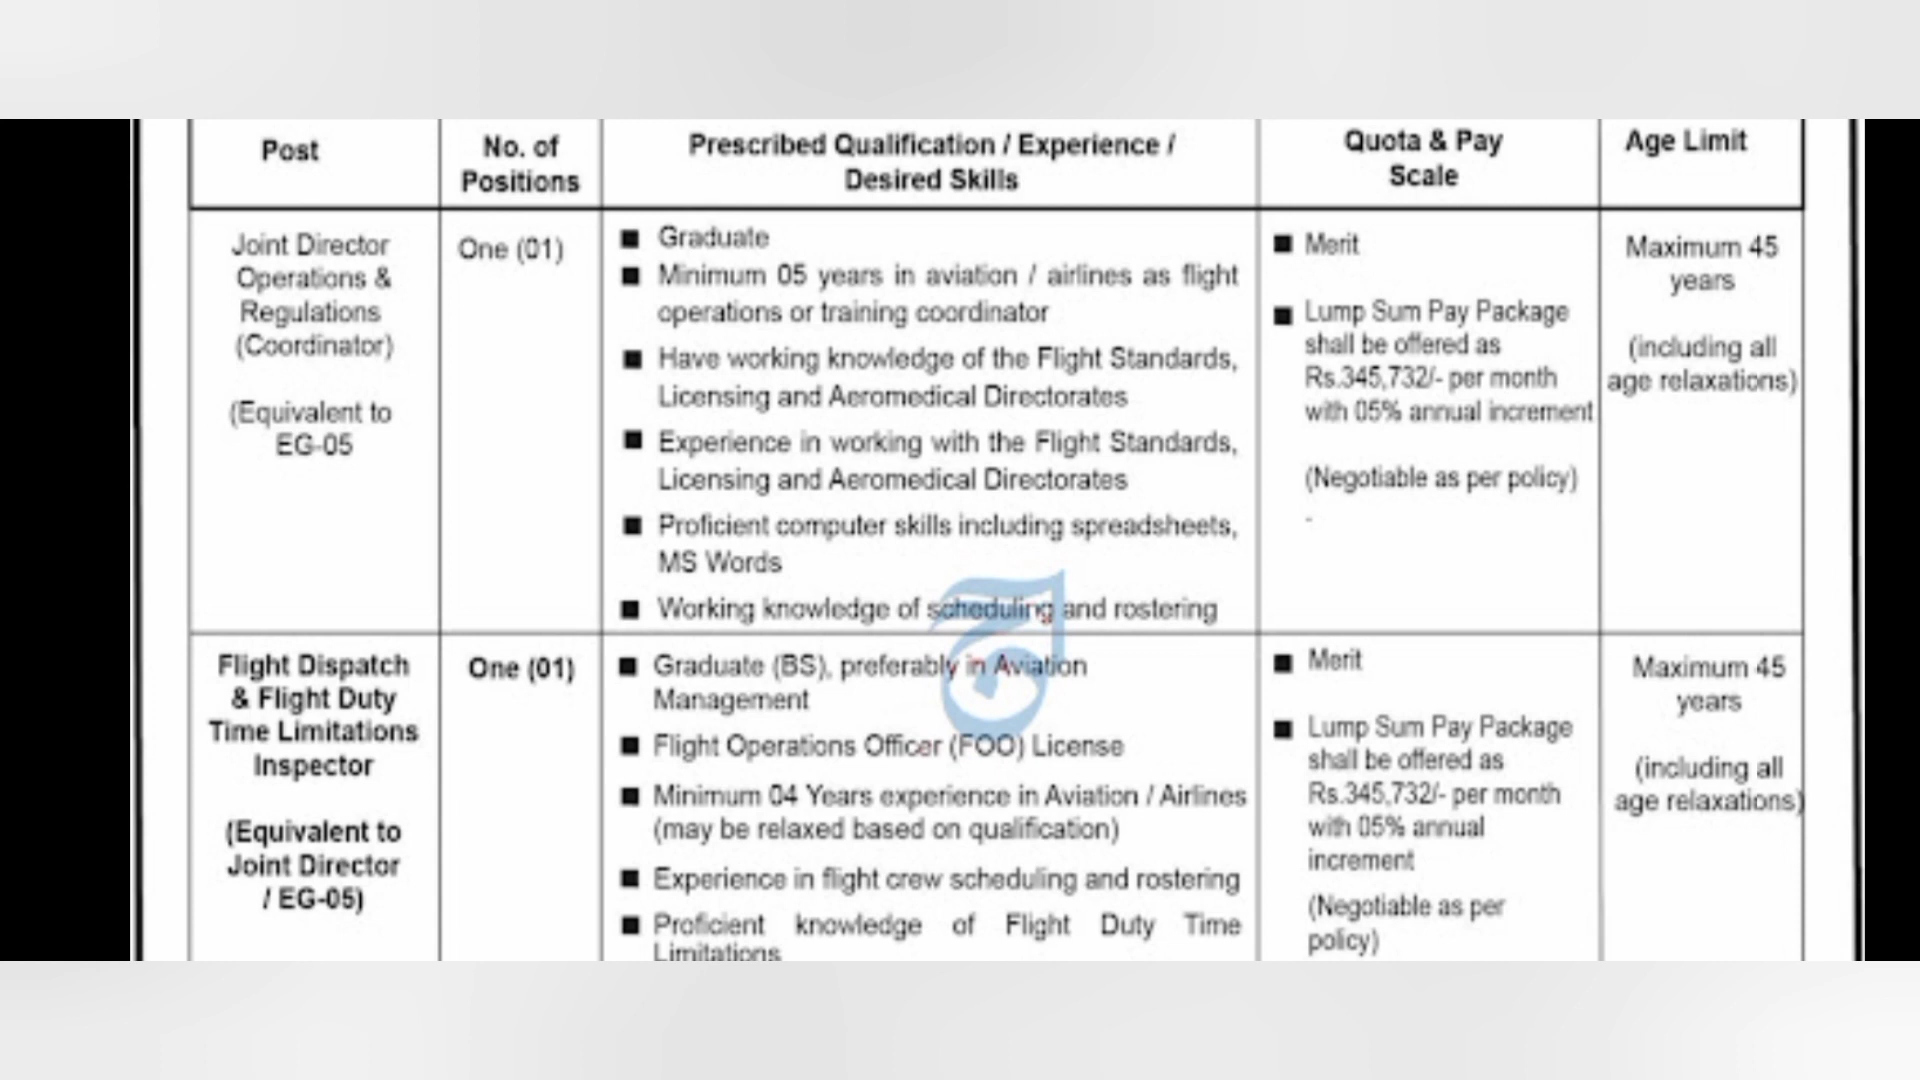 Post
No. of
Positions
Prescribed Qualification / Experience /
Desired Skills
Quota & Pay
Scale
Age Limit
Joint Director
Operations &
Regulations
(Coordinator)
(Equivalent to
EG-05
One (01)
■ Graduate
■ Minimum 05 years in aviation / airlines as flight
operations or training coordinator
■ Have working knowledge of the Flight Standards,
Licensing and Aeromedical Directorates
■ Experience in working with the Flight Standards,
Licensing and Aeromedical Directorates
■ Proficient computer skills including spreadsheets,
MS Words
■ Working knowledge of scheduling and rostering
■ Merit
■ Lump Sum Pay Package
shall be offered as
Rs.345,732/- per month
with 05% annual increment
(Negotiable as per policy)
-
Maximum 45
years
(including all
age relaxations)
Flight Dispatch
& Flight Duty
Time Limitations
Inspector
(Equivalent to
Joint Director
/ EG-05)
One (01)
■ Graduate (BS), preferably in Aviation
Management
■ Flight Operations Officer (FOO) License
■ Minimum 04 Years experience in Aviation / Airlines
(may be relaxed based on qualification)
■ Experience in flight crew scheduling and rostering
■ Proficient knowledge of Flight Duty Time
Limitations
■ Merit
■ Lump Sum Pay Package
shall be offered as
Rs.345,732/- per month
with 05% annual
increment
(Negotiable as per
policy)
Maximum 45
years
(including all
age relaxations)